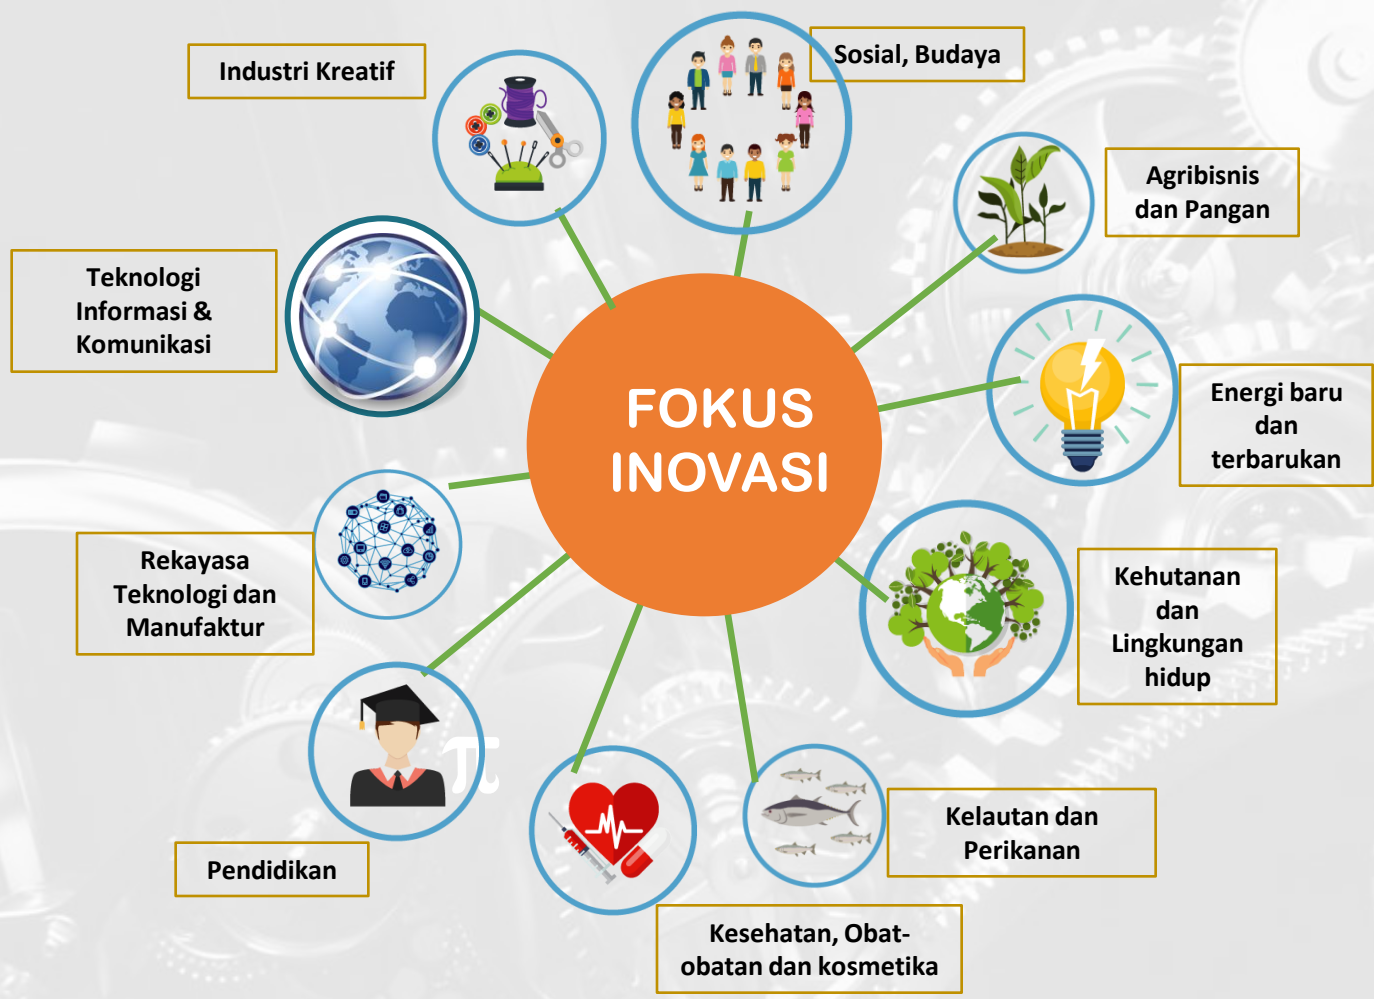 Industri Kreatif
Sosial, Budaya
Agribisnis
dan Pangan
Teknologi
Informasi &
Komunikasi
FOKUS
INOVASI
Energi baru
dan
terbarukan
Rekayasa
Teknologi dan
Manufaktur
Kehutanan
dan
Lingkungan
hidup
π
Pendidikan
Kelautan dan
Perikanan
Kesehatan, Obat-
obatan dan kosmetika